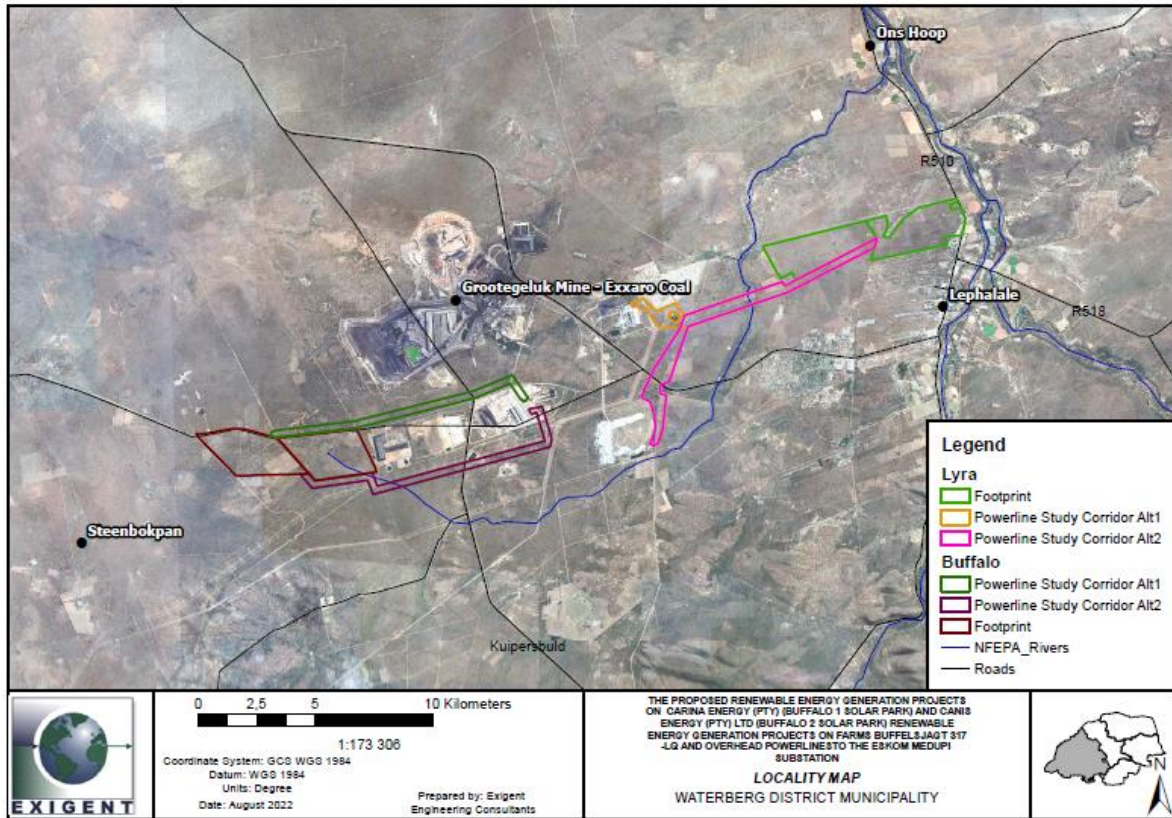 Ons Hoop
R510
Grootegeluk Mine - Exxaro Coal
Lephalale
R518
Steenbokpan
Kuipersbuld
Legend
Lyra
Footprint
Powerline Study Corridor Alt1
Powerline Study Corridor Alt2
Buffalo
Powerline Study Corridor Alt1
Powerline Study Corridor Alt2
Footprint
NFEPA_Rivers
Roads
EXIGENT
0 2,5 5 10 Kilometers
1:173 306
Coordinate System: GCS WGS 1984
Datum: WGS 1984
Units: Degree
Date: August 2022
Prepared by: Exigent
Engineering Consultants
THE PROPOSED RENEWABLE ENERGY GENERATION PROJECTS
ON CARINA ENERGY (PTY) (BUFFALO 1 SOLAR PARK) AND CANIS
ENERGY (PTY) LTD (BUFFALO 2 SOLAR PARK) RENEWABLE
ENERGY GENERATION PROJECTS ON FARMS BUFFELSJAGT 317
-LQ AND OVERHEAD POWERLINESTO THE ESKOM MEDUPI
SUBSTATION
LOCALITY MAP
WATERBERG DISTRICT MUNICIPALITY
N